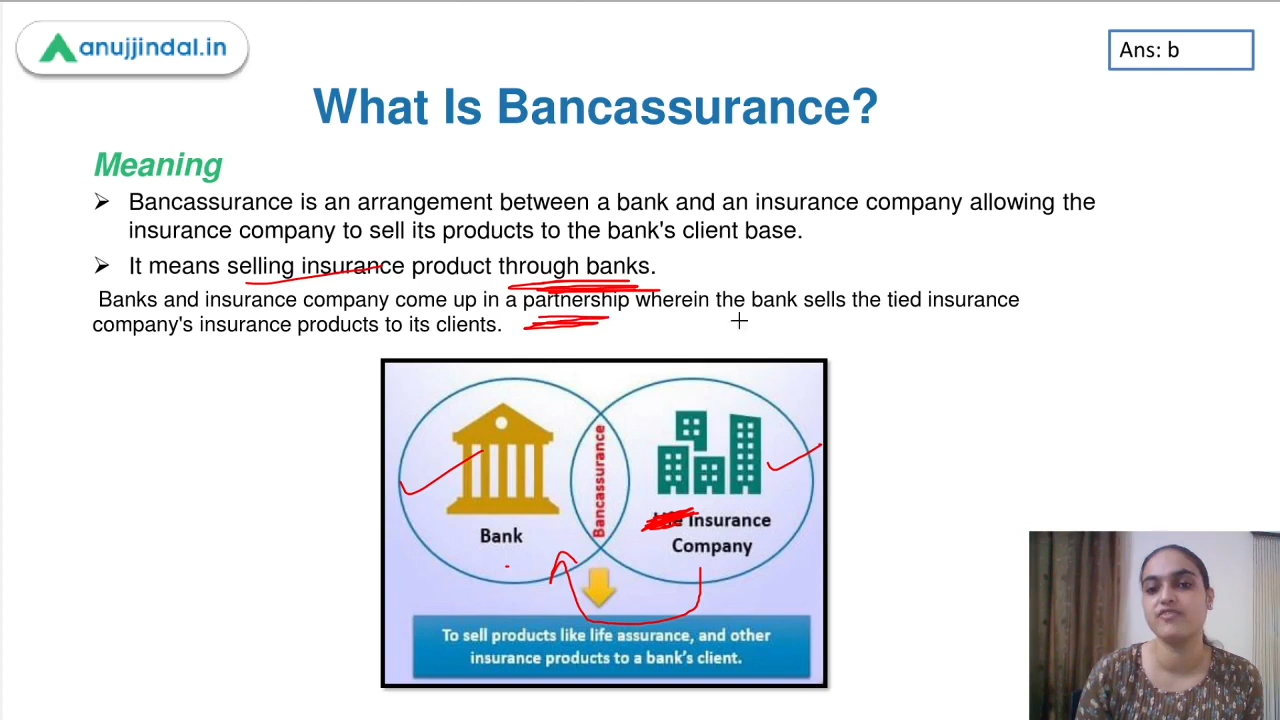 anujjindal.in
Ans: b
What Is Bancassurance?
Meaning
➢ Bancassurance is an arrangement between a bank and an insurance company allowing the
insurance company to sell its products to the bank's client base.
➢ It means selling insurance product through banks.
Banks and insurance company come up in a partnership wherein the bank sells the tied insurance
company's insurance products to its clients.
Bank
Bancassurance
Insurance
Company
To sell products like life assurance, and other
insurance products to a bank's client.